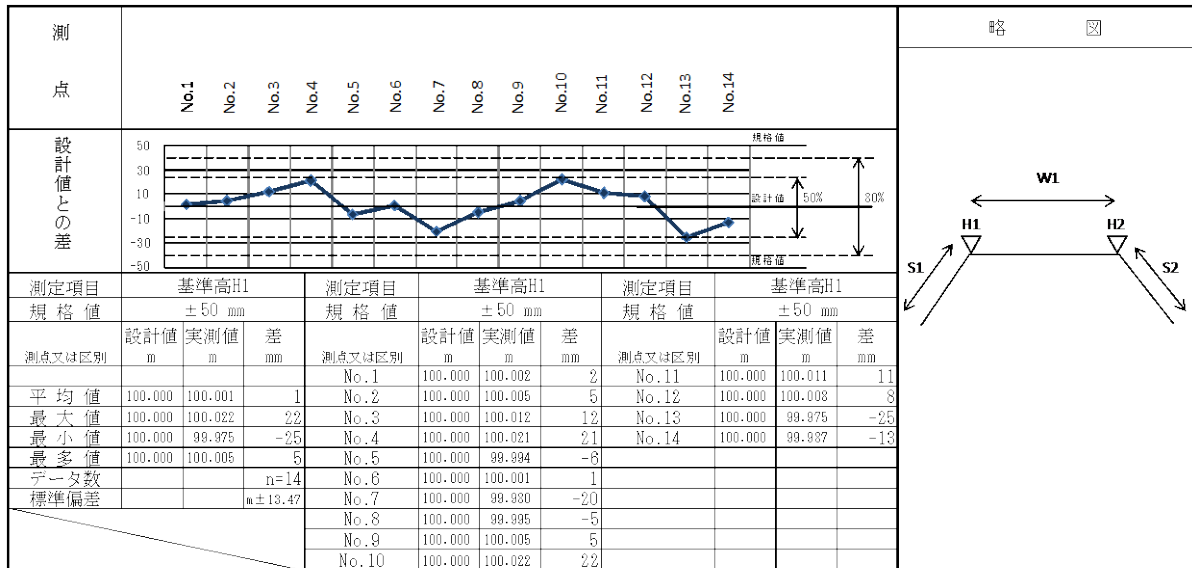 測
点
No.1 No.2 No.3 No.4 No.5 No.6 No.7 No.8 No.9 No.10 No.11 No.12 No.13 No.14
略 図
設計値との差
50
30
10
-10
-30
-50
規格値
設計値 50% 80%
規格値
W1
H1 H2
S1 S2
測定項目 基準高H1 測定項目 基準高H1 測定項目 基準高H1
規格値 ±50 mm 規格値 ±50 mm 規格値 ±50 mm
設計値 実測値 差 設計値 実測値 差 設計値 実測値 差
測点又は区別 m m mm 測点又は区別 m m mm 測点又は区別 m m mm
No.1 100.000 100.002 2 No.11 100.000 100.011 11
平均値 100.000 100.001 1 No.2 100.000 100.005 5 No.12 100.000 100.008 8
最大値 100.000 100.022 22 No.3 100.000 100.012 12 No.13 100.000 99.975 -25
最小値 100.000 99.975 -25 No.4 100.000 100.021 21 No.14 100.000 99.987 -13
最多値 100.000 100.005 5 No.5 100.000 99.994 -6
データ数 n=14 No.6 100.000 100.001 1
標準偏差 m±13.47 No.7 100.000 99.980 -20
No.8 100.000 99.995 -5
No.9 100.000 100.005 5
No.10 100.000 100.022 22